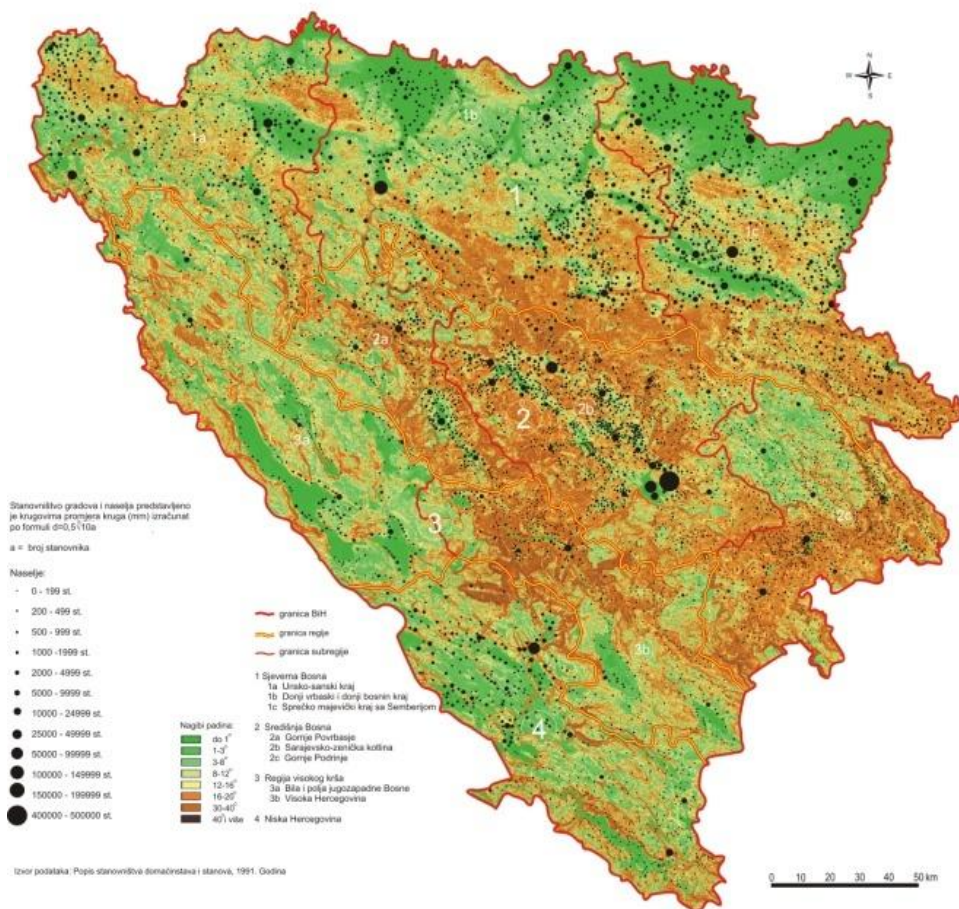 N
W E
S
1a
1b
1
1c
2a
2b
2
3a
3
2c
3b
4
Stanovništvo gradova i naselja predstavljeno
je krugovima promjera kruga (mm) izračunat
po formuli d=0,5√10a
a = broj stanovnika
Naselje:
0 - 199 st.
200 - 499 st.
500 - 999 st.
1000 -1999 st.
2000 - 4999 st.
5000 - 9999 st.
10000 - 24999 st.
25000 - 49999 st.
50000 - 99999 st.
100000 - 149999 st.
150000 - 199999 st.
400000 - 500000 st.
granica BiH
granica regije
granica subregije
1 Sjeverna Bosna
1a Unsko-sanski kraj
1b Donji vrbaski i donji bosnin kraj
1c Sprečko majevički kraj sa Semberijom
2 Središnja Bosna
2a Gornje Povrbasje
2b Sarajevsko-zenička kotlina
2c Gornje Podrinje
3 Regija visokog krša
3a Bila i polja jugozapadne Bosne
3b Visoka Hercegovina
4 Niska Hercegovina
Nagibi padina:
do 1°
1-3°
3-8°
8-12°
12-16°
16-20°
30-40°
40°i više
Izvor podataka: Popis stanovništva domaćinstava i stanova, 1991. Godina
0 10 20 30 40 50 km